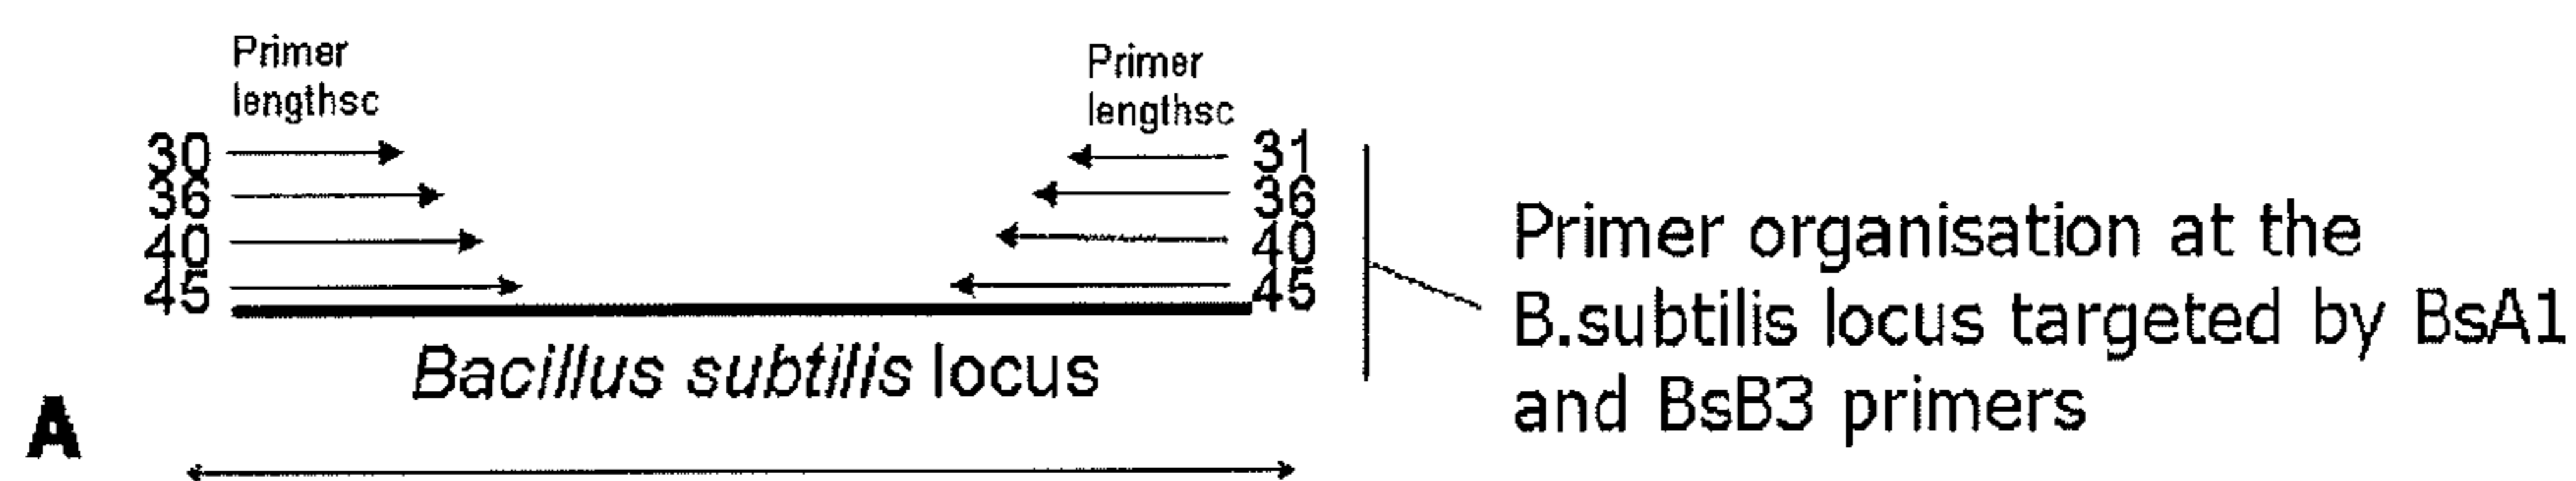 Primer
lengthsc
30
36
40
45
Primer
lengthsc
31
36
40
45
Bacillus subtilis locus
Primer organisation at the
B.subtilis locus targeted by BsA1
and BsB3 primers
A